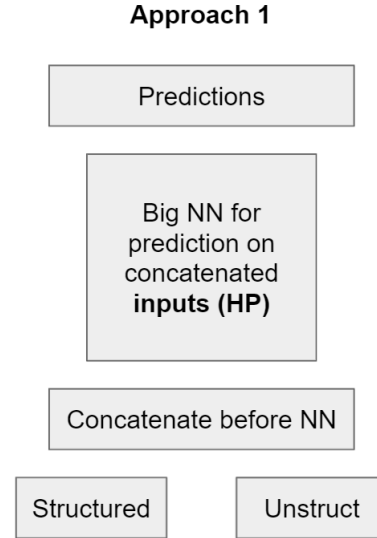 Approach 1
Predictions
Big NN for
prediction on
concatenated
inputs (HP)
Concatenate before NN
Structured
Unstruct